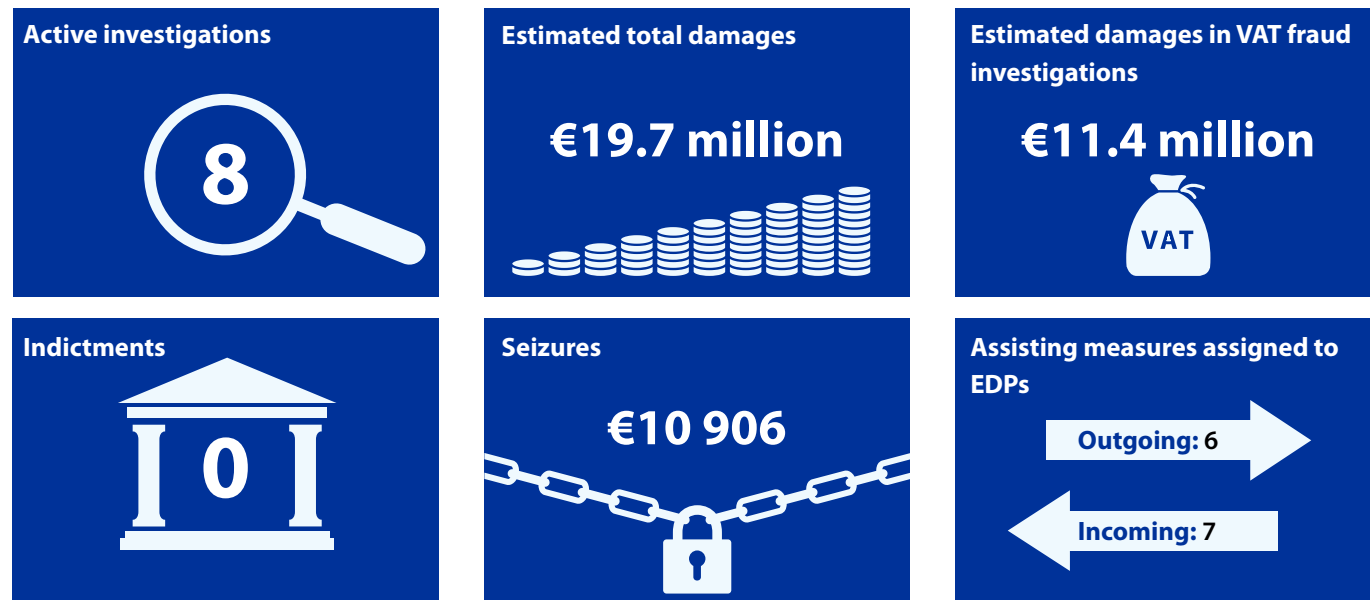 Active investigations
8
Estimated total damages
€19.7 million
Estimated damages in VAT fraud
investigations
€11.4 million
VAT
Indictments
0
Seizures
€10 906
Assisting measures assigned to
EDPs
Outgoing: 6
Incoming: 7